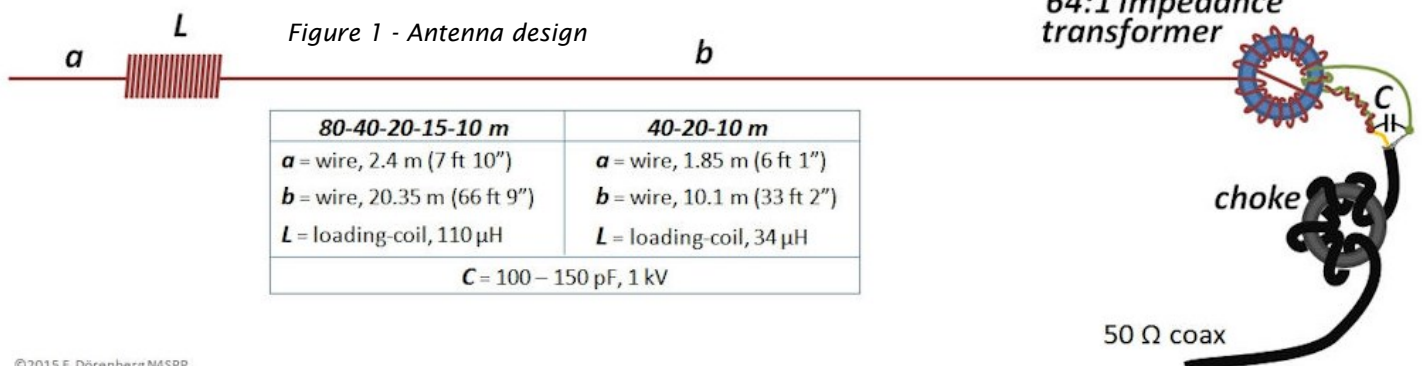 64:1 impedance
transformer
L
Figure 1 - Antenna design
a
b
C
80-40-20-15-10 m
40-20-10 m
a = wire, 2.4 m (7 ft 10”)
a = wire, 1.85 m (6 ft 1”)
b = wire, 20.35 m (66 ft 9”)
b = wire, 10.1 m (33 ft 2”)
L = loading-coil, 110 μH
L = loading-coil, 34 μH
C = 100 – 150 pF, 1 kV
choke
50 Ω coax
©2015 F. Dörenberg N4SPP